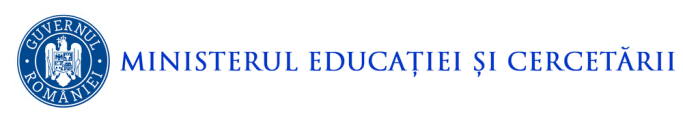 GUVERNUL ROMÂNIEI
MINISTERUL EDUCAȚIEI ȘI CERCETĂRII